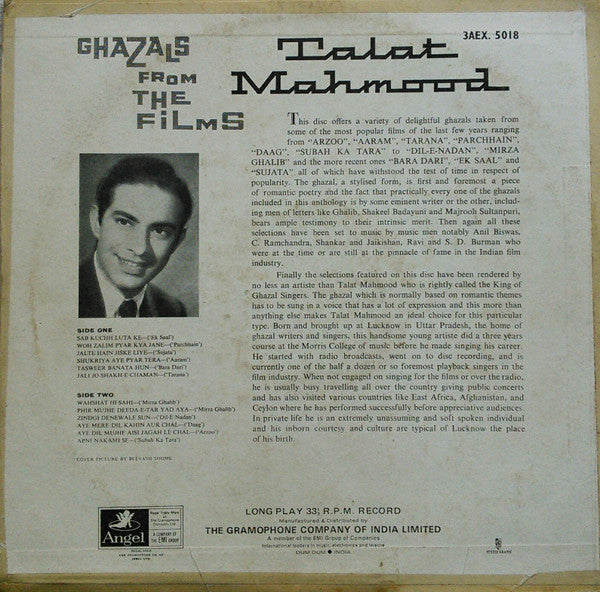 3AEX. 5018
GHAZALS
FROM
THE
FiLMS
Talat
Mahmood
This disc offers a variety of delightful ghazals taken from
some of the most popular films of the last few years ranging
from "ARZOO", "AARAM", "TARANA", "PARCHHAIN",
"DAAG", "SUBAH KA TARA" to "DIL-E-NADAN", "MIRZA
GHALIB" and the more recent ones "BARA DARI", "EK SAAL" and
"SUJATA" all of which have withstood the test of time in respect of
popularity. The ghazal, a stylised form, is first and foremost a piece
of romantic poetry and the fact that practically every one of the ghazals
included in this anthology is by some eminent writer or the other, includ-
ing men of letters like Ghalib, Shakeel Badayuni and Majrooh Sultanpuri,
bears ample testimony to their intrinsic merit. Then again all these
selections have been set to music by music men notably Anil Biswas,
C. Ramchandra, Shankar and Jaikishan, Ravi and S. D. Burman who
were at the time or are still at the pinnacle of fame in the Indian film
industry.
Finally the selections featured on this disc have been rendered by
no less an artiste than Talat Mahmood who is rightly called the King of
Ghazal Singers. The ghazal which is normally based on romantic themes
has to be sung in a voice that has a lot of expression and this more than
anything else makes Talat Mahmood an ideal choice for this particular
type. Born and brought up at Lucknow in Uttar Pradesh, the home of
ghazal writers and singers, this handsome young artiste did a three years
course at the Morris College of music before he made singing his career.
He started with radio broadcasts, went on to disc recording, and is
currently one of the half a dozen or so foremost playback singers in the
film industry. When not engaged on singing for the films or over the radio,
he is usually busy travelling all over the country giving public concerts
and has also visited various countries like East Africa, Afghanistan, and
Ceylon where he has performed successfully before appreciative audiences.
In private life he is an extremely unassuming and soft spoken individual
and his inborn courtesy and culture are typical of Lucknow the place
of his birth.
SIDE ONE
SAB KUCHH LUTA KE—('Ek Saal')
WOH ZALIM PYAR KYA JANE—('Parchhain')
JALTE HAIN JISKE LIYE—('Sujata')
SHUKRIYA AYE PYAR TERA—('Aaram')
TASWEER BANATA HUN—('Bara Dari')
JALI JO SHAKH-E-CHAMAN—('Tarana')
SIDE TWO
WAHSHAT HI SAHI—('Mirza Ghalib')
PHIR MUJHE DEEDA-E-TAR YAD AYA—('Mirza Ghalib')
ZINDGI DENEWALE SUN—('Dil-E-Nadan')
AYE MERE DIL KAHIN AUR CHAL—('Daag')
AYE DIL MUJHE AISI JAGAH LE CHAL—('Arzoo')
APNI NAKAMI SE—('Subah Ka Tara')
COVER PICTURE BY
LONG PLAY 33⅓ R.P.M. RECORD
Manufactured & Distributed by
THE GRAMOPHONE COMPANY OF INDIA LIMITED
A member of the EMI Group of Companies
International leaders in music, electronics and leisure
DUM DUM ● INDIA
Angel
Regd. Trade Mark of
The Gramophone
Company Ltd.
A COMPANY OF
THE EMI GROUP